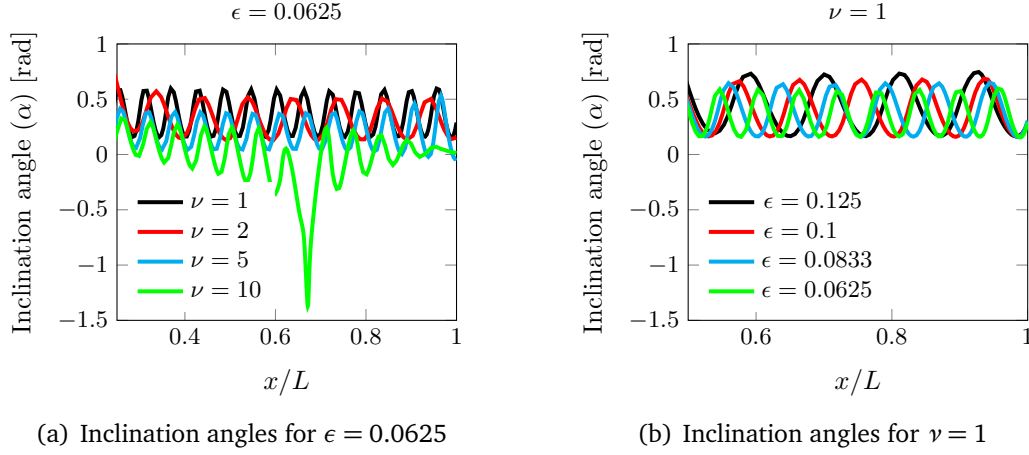 ϵ = 0.0625
Inclination angle (α) [rad]
1
0.5
0
−0.5
−1
−1.5
ν = 1
ν = 2
ν = 5
ν = 10
0.4 0.6 0.8 1
x/L
(a) Inclination angles for ϵ = 0.0625
ν = 1
Inclination angle (α) [rad]
1
0.5
0
−0.5
−1
−1.5
ϵ = 0.125
ϵ = 0.1
ϵ = 0.0833
ϵ = 0.0625
0.6 0.8 1
x/L
(b) Inclination angles for ν = 1